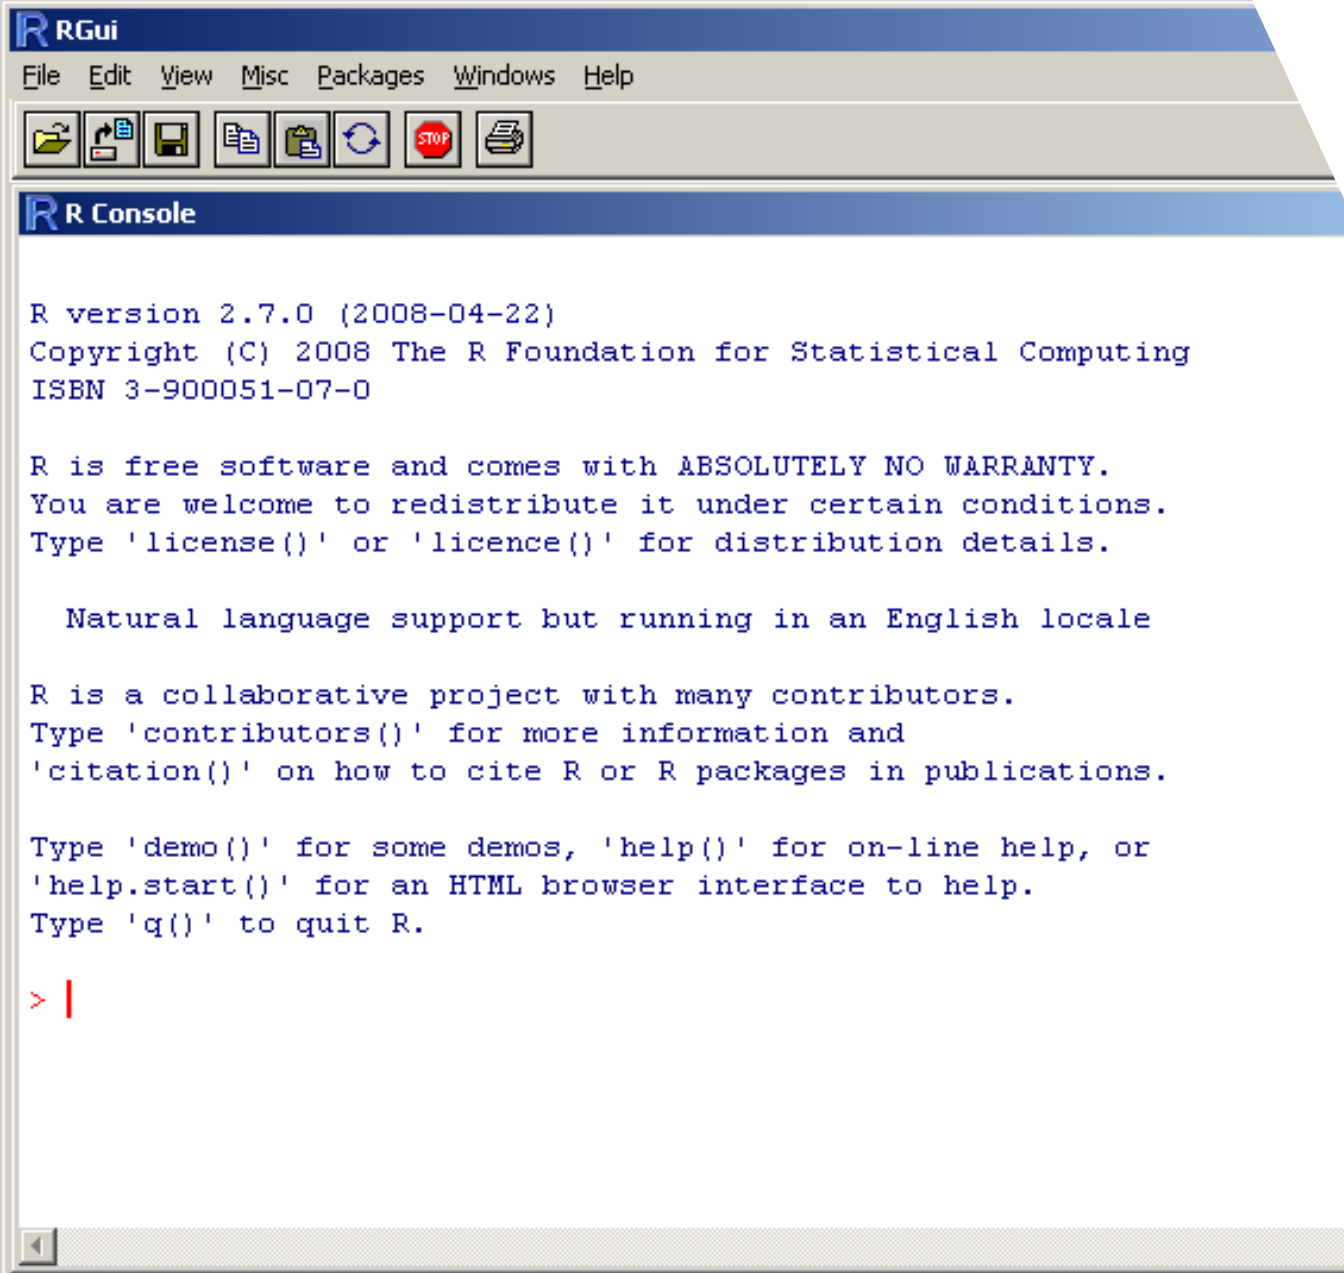 RGui
File Edit View Misc Packages Windows Help
STOP
R Console
R version 2.7.0 (2008-04-22)
Copyright (C) 2008 The R Foundation for Statistical Computing
ISBN 3-900051-07-0
R is free software and comes with ABSOLUTELY NO WARRANTY.
You are welcome to redistribute it under certain conditions.
Type 'license()' or 'licence()' for distribution details.
Natural language support but running in an English locale
R is a collaborative project with many contributors.
Type 'contributors()' for more information and
'citation()' on how to cite R or R packages in publications.
Type 'demo()' for some demos, 'help()' for on-line help, or
'help.start()' for an HTML browser interface to help.
Type 'q()' to quit R.
>